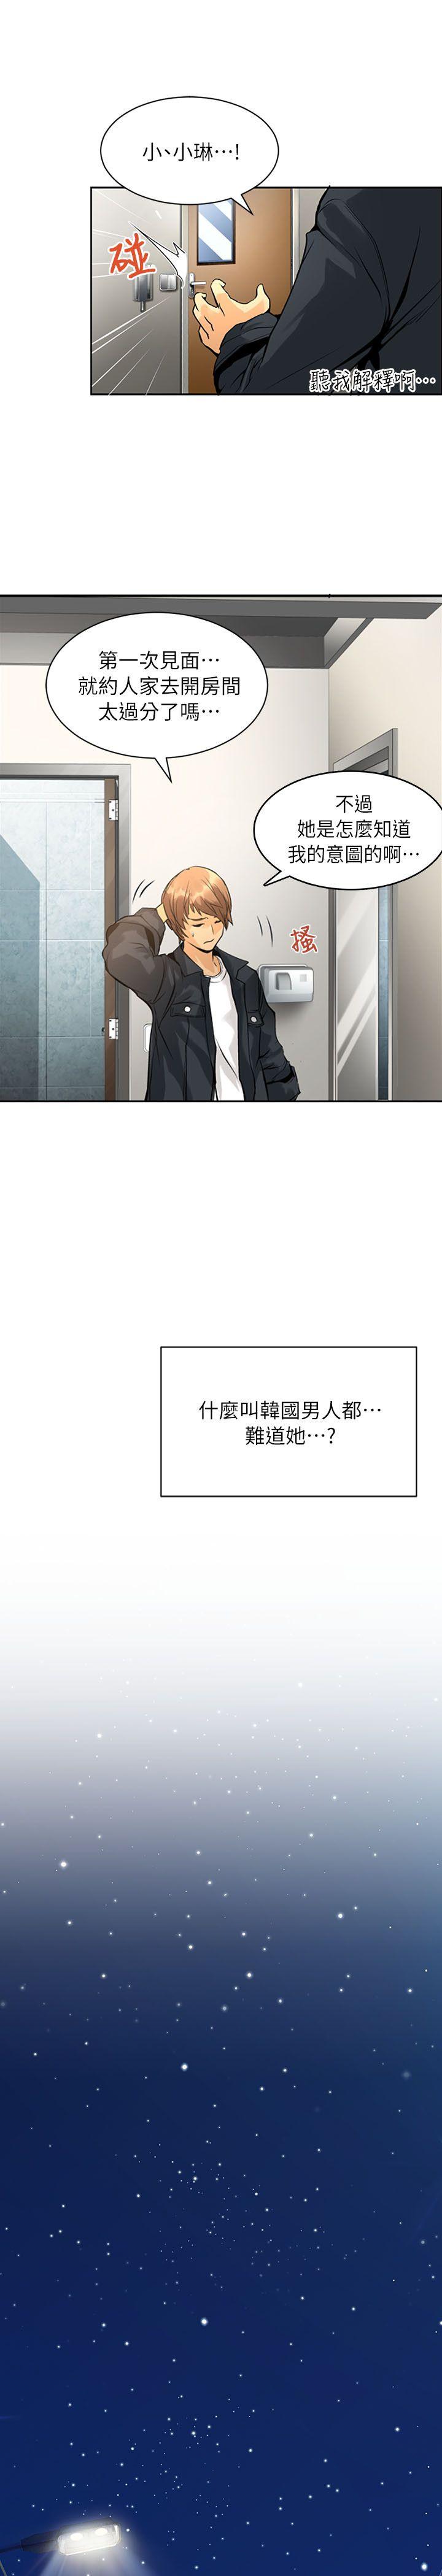 小、小琳⋯!
碰
聽我解釋啊⋯
第一次見面⋯
就約人家去開房間
太過分了嗎⋯
不過
她是怎麼知道
我的意圖的啊⋯
搔
什麼叫韓國男人都⋯
難道她⋯?